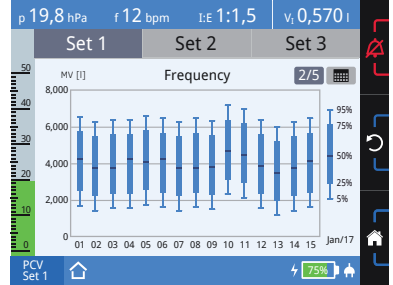 p 19,8 hPa f 12 bpm I:E 1:1,5 VI 0,570 l
Set 1 Set 2 Set 3
MV [l] Frequency 2/5
50
40
30
20
10
0
8,000
6,000
4,000
2,000
0
95%
75%
50%
25%
5%
01 02 03 04 05 06 07 08 09 10 11 12 13 14 15 Jan/17
PCV
Set 1
75%